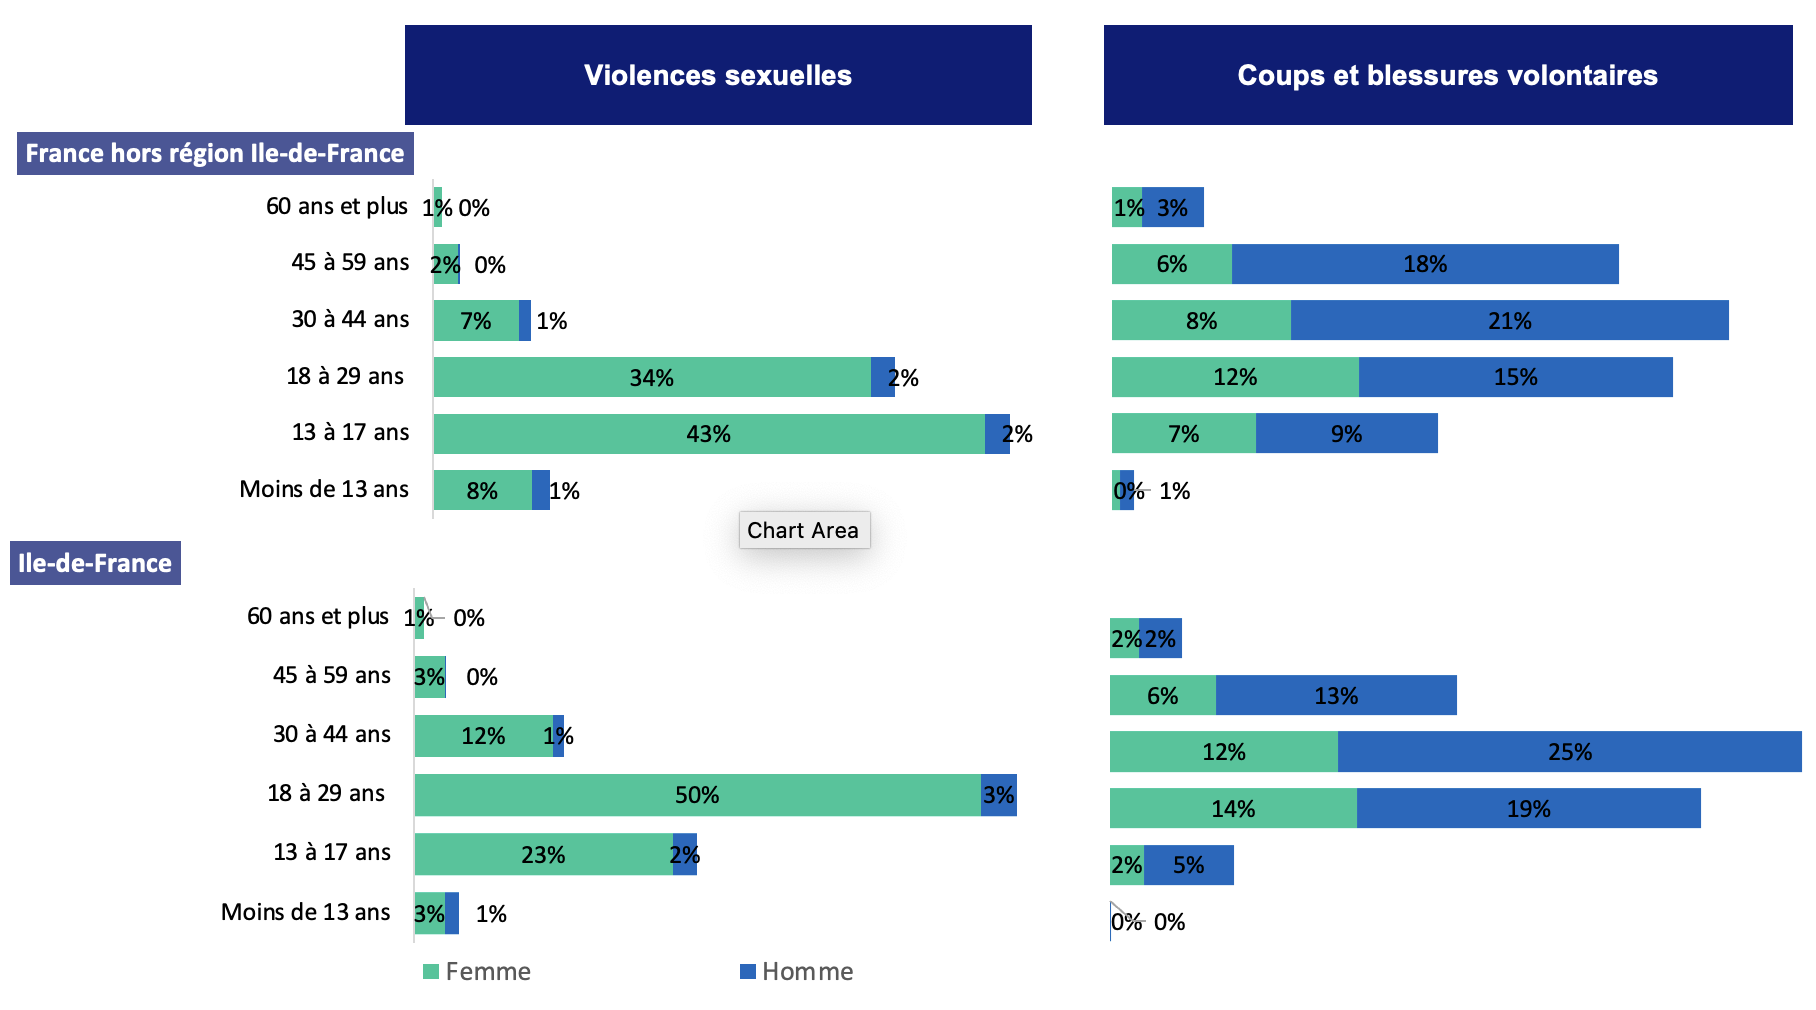 Violences sexuelles
Coups et blessures volontaires
France hors région Ile-de-France
60 ans et plus 1% 0% 1% 3%
45 à 59 ans 2% 0% 6% 18%
30 à 44 ans 7% 1% 8% 21%
18 à 29 ans 34% 2% 12% 15%
13 à 17 ans 43% 2% 7% 9%
Moins de 13 ans 8% 1% 0% 1%
Chart Area
Ile-de-France
60 ans et plus 1% 0% 2% 2%
45 à 59 ans 3% 0% 6% 13%
30 à 44 ans 12% 1% 12% 25%
18 à 29 ans 50% 3% 14% 19%
13 à 17 ans 23% 2% 2% 5%
Moins de 13 ans 3% 1% 0% 0%
Femme Homme